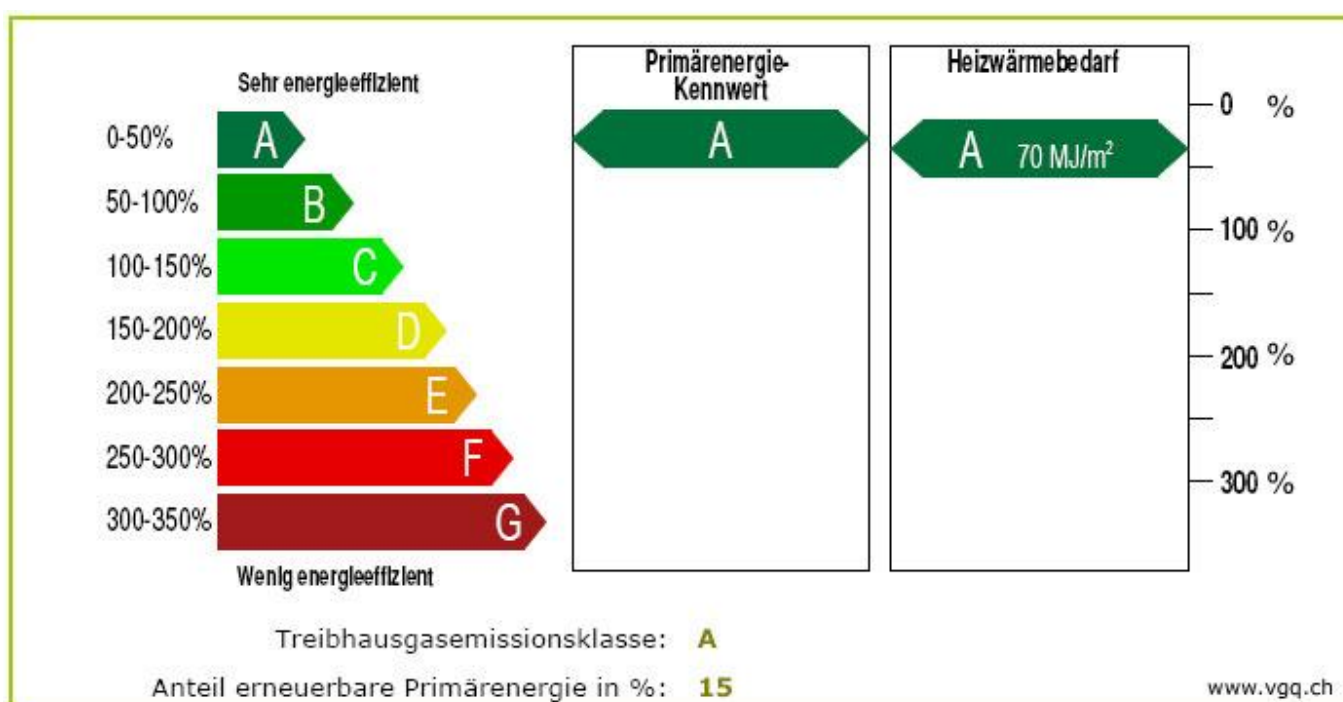 Sehr energieeffizient
0-50% A
50-100% B
100-150% C
150-200% D
200-250% E
250-300% F
300-350% G
Wenig energieeffizient
Primärenergie-
Kennwert
A
Heizwärmebedarf
A 70 MJ/m²
0 %
100 %
200 %
300 %
Treibhausgasemissionsklasse: A
Anteil erneuerbare Primärenergie in %: 15
www.vgq.ch